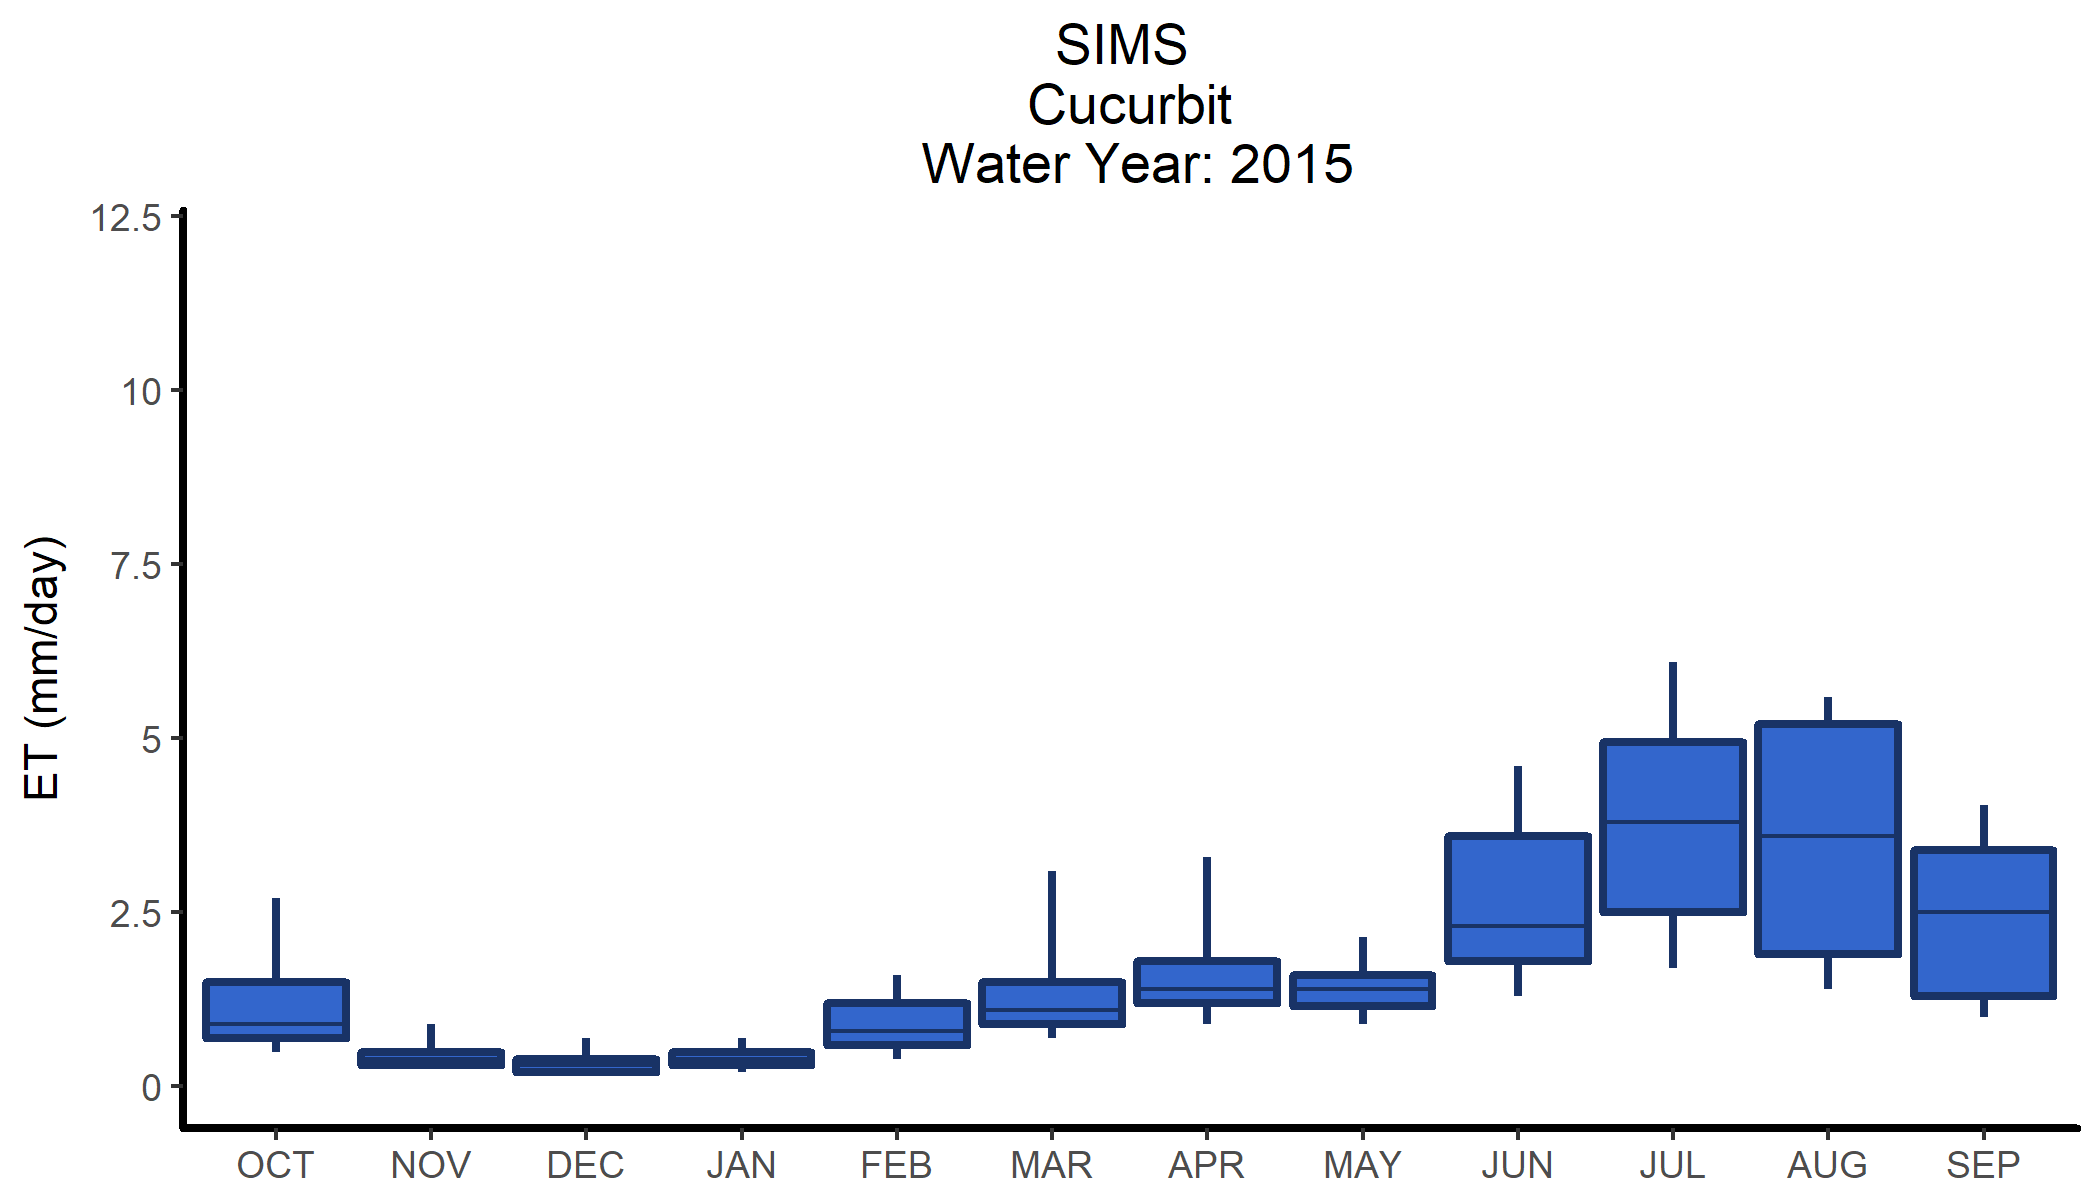 SIMS
Cucurbit
Water Year: 2015
ET (mm/day)
12.5
10
7.5
5
2.5
0
OCT NOV DEC JAN FEB MAR APR MAY JUN JUL AUG SEP